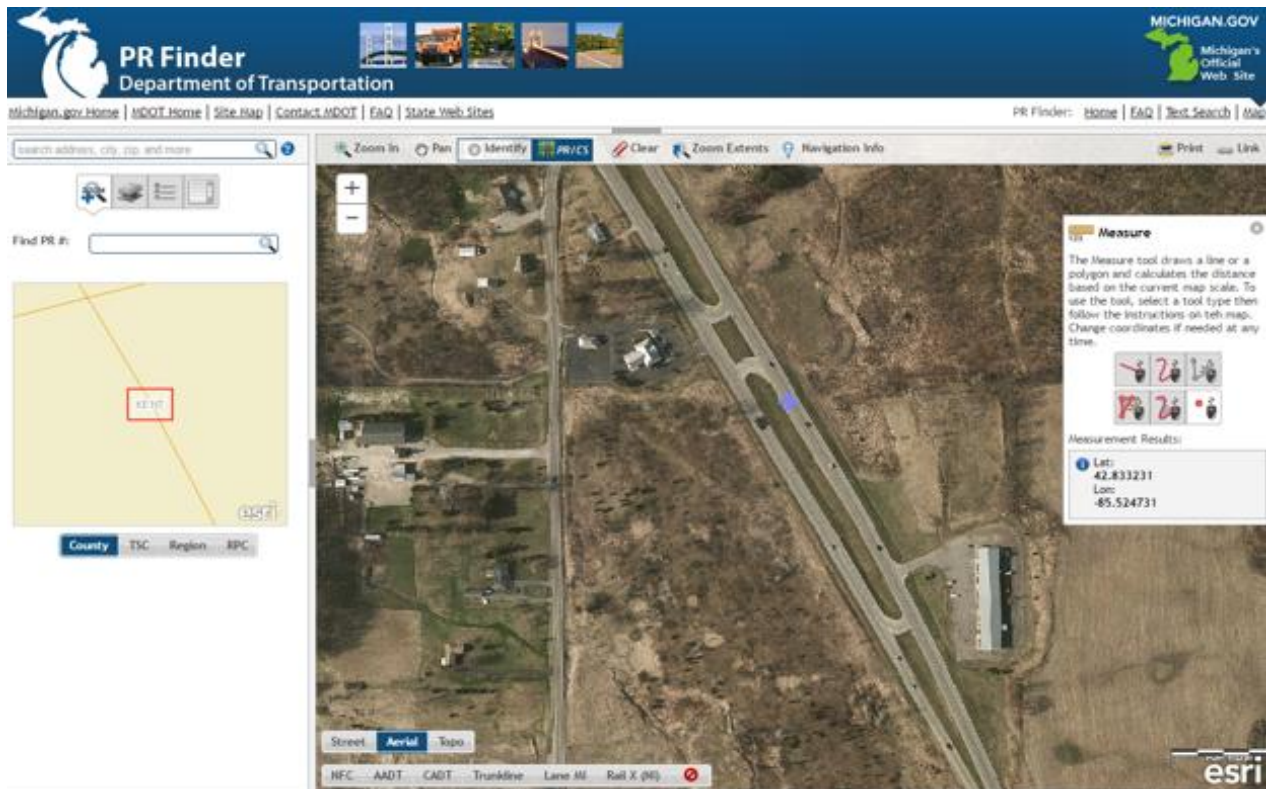 MICHIGAN.GOV
Michigan's
Official
Web Site
PR Finder
Department of Transportation
Michigan.gov Home | MDOT Home | Site Map | Contact MDOT | FAQ | State Web Sites
PR Finder: Home | FAQ | Text Search | Map
search address, city, zip, and more
Zoom In Pan Identify PR/CS Clear Zoom Extents Navigation Info Print Link
+
−
Find PR #:
Measure
The Measure tool draws a line or a
polygon and calculates the distance
based on the current map scale. To
use the tool, select a tool type then
follow the instructions on teh map.
Change coordinates if needed at any
time.
Measurement Results:
Lat:
42.833231
Lon:
-85.524731
KENT
esri
County TSC Region RPC
Street Aerial Topo
NFC AADT CADT Trunkline Lane Mi Rail X (MI)
esri